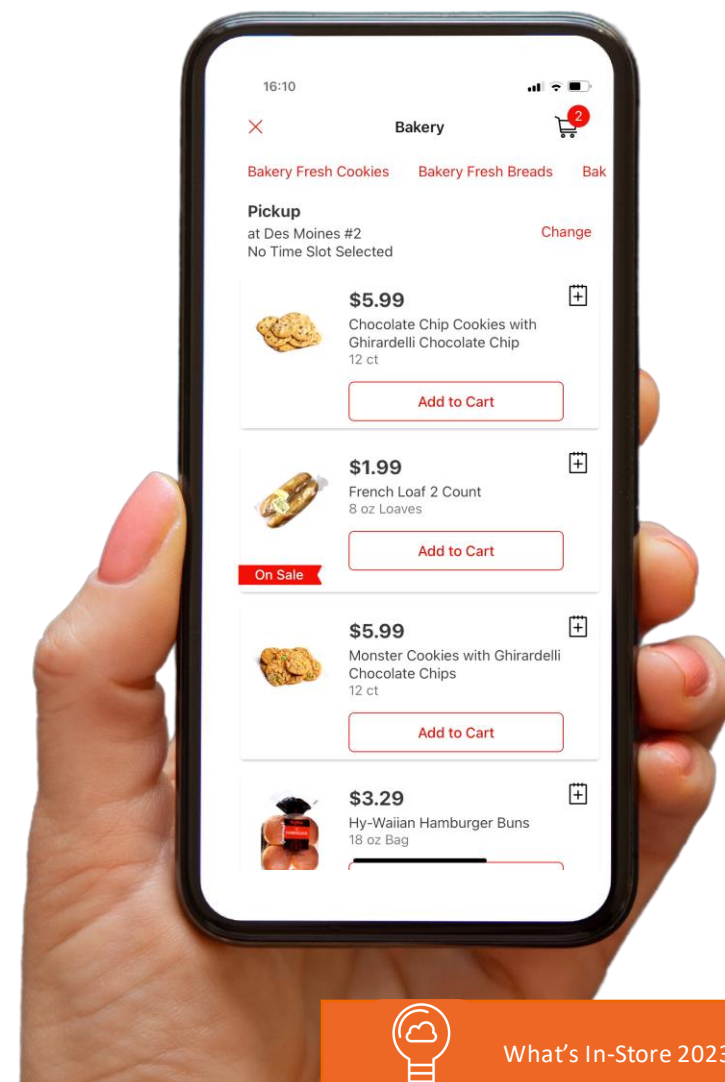 16:10
2
Bakery
Bakery Fresh Cookies Bakery Fresh Breads Bak
Pickup
at Des Moines #2
Change
No Time Slot Selected
$5.99
Chocolate Chip Cookies with
Ghirardelli Chocolate Chip
12 ct
Add to Cart
$1.99
French Loaf 2 Count
8 oz Loaves
Add to Cart
On Sale
$5.99
Monster Cookies with Ghirardelli
Chocolate Chips
12 ct
Add to Cart
$3.29
Hy-Waiian Hamburger Buns
18 oz Bag
What's In-Store 2023